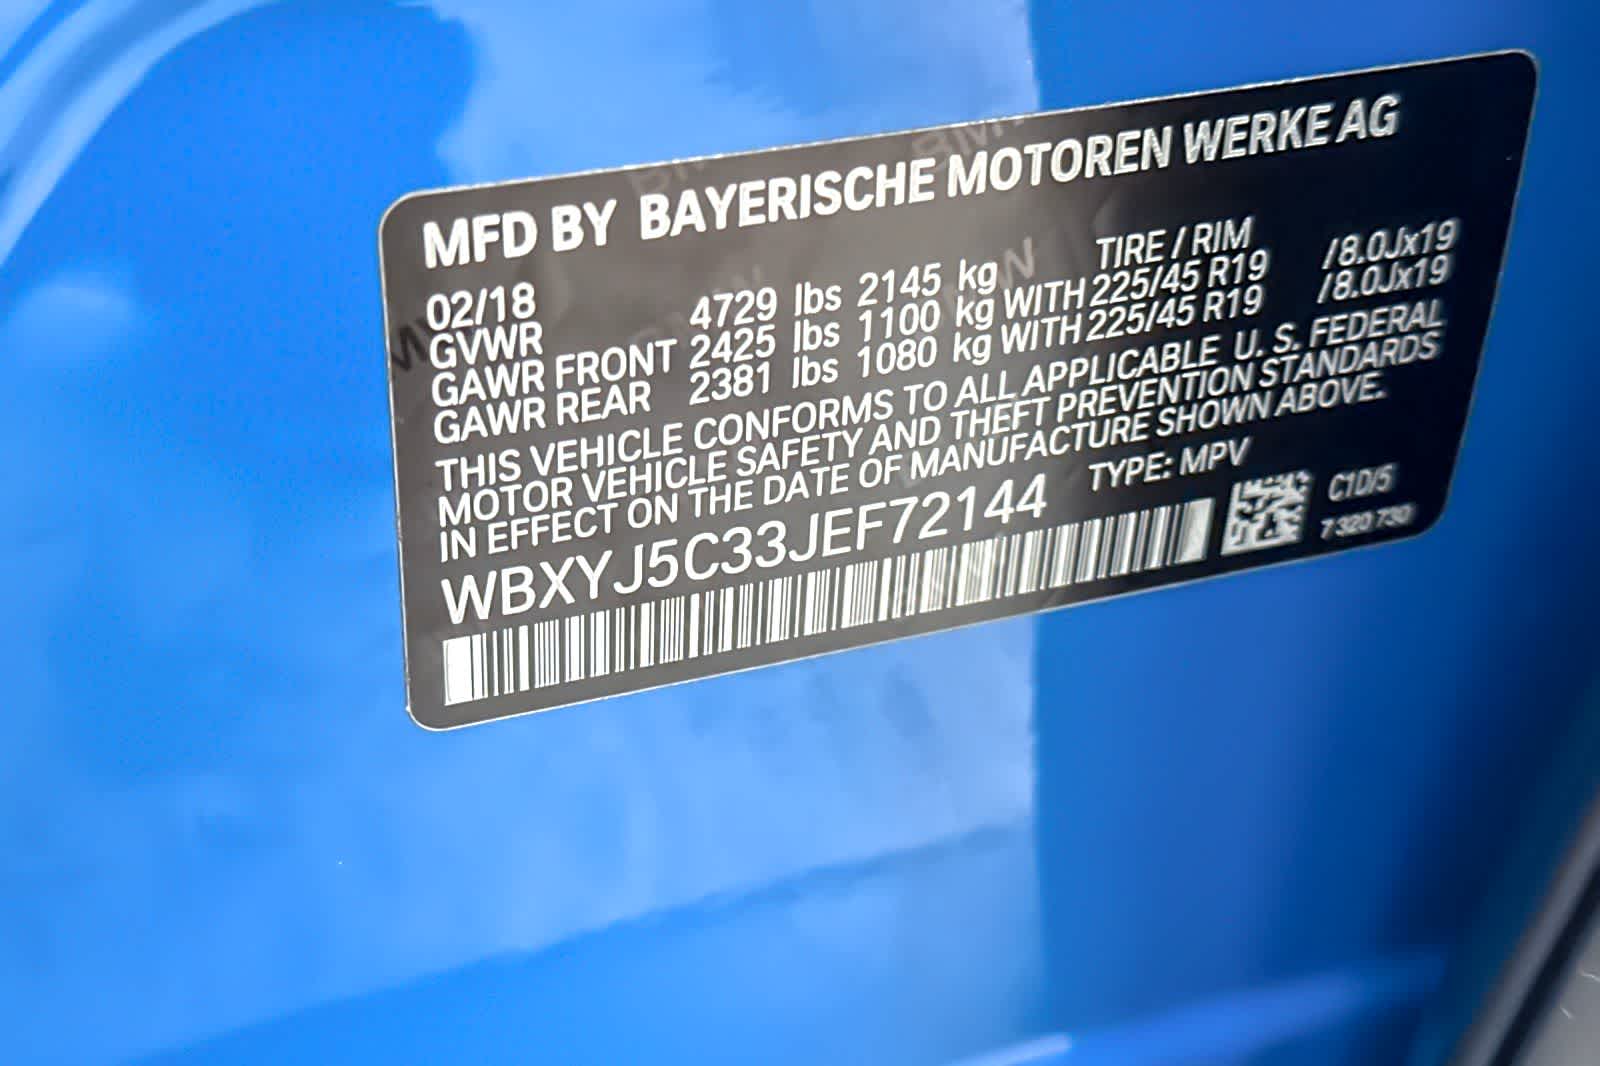 MFD BY BAYERISCHE MOTOREN WERKE AG
02/18 TIRE / RIM
GVWR 4729 lbs 2145 kg
GAWR FRONT 2425 lbs 1100 kg WITH 225/45 R19 /8.0Jx19
GAWR REAR 2381 lbs 1080 kg WITH 225/45 R19 /8.0Jx19
THIS VEHICLE CONFORMS TO ALL APPLICABLE U. S. FEDERAL
MOTOR VEHICLE SAFETY AND THEFT PREVENTION STANDARDS
IN EFFECT ON THE DATE OF MANUFACTURE SHOWN ABOVE.
WBXYJ5C33JEF72144 TYPE: MPV
C1D/5
7 320 730